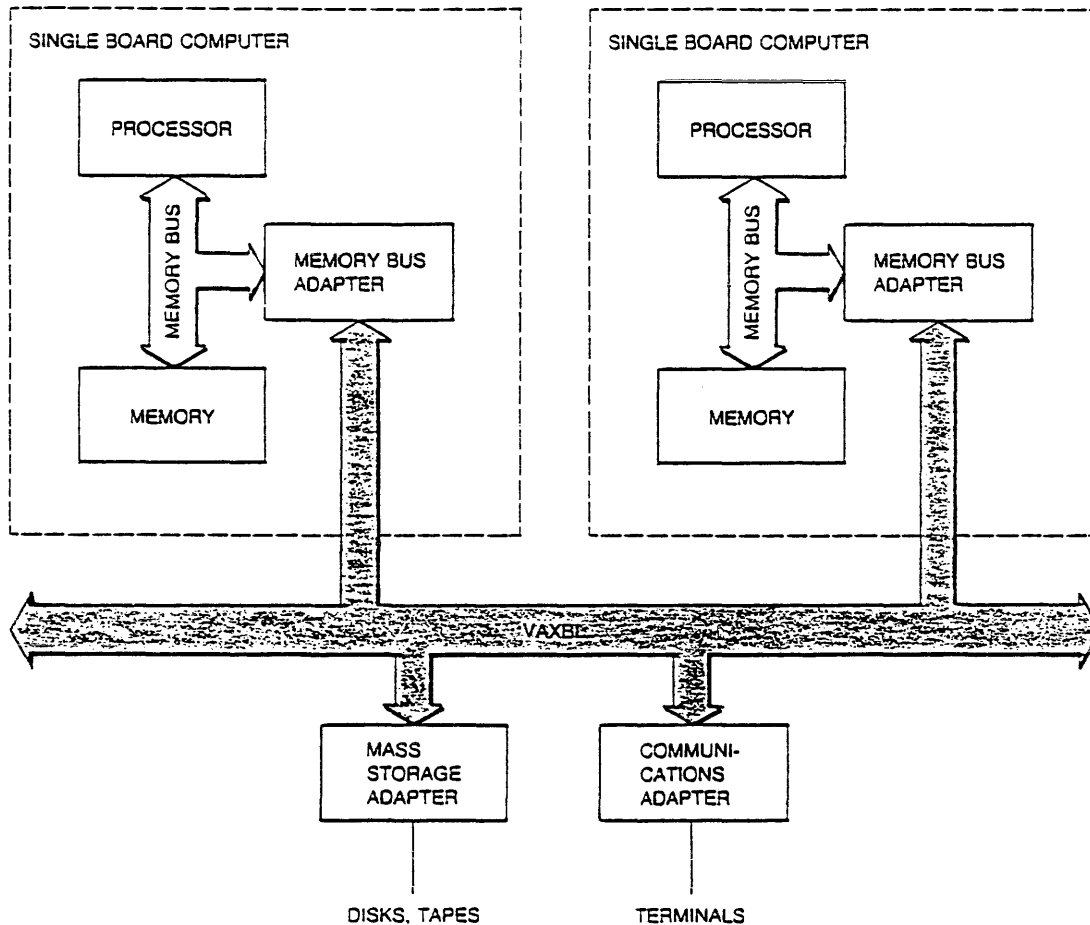 SINGLE BOARD COMPUTER
PROCESSOR
MEMORY BUS
MEMORY BUS
ADAPTER
MEMORY
SINGLE BOARD COMPUTER
PROCESSOR
MEMORY BUS
MEMORY BUS
ADAPTER
MEMORY
VAXBI
MASS
STORAGE
ADAPTER
COMMUNI-
CATIONS
ADAPTER
DISKS, TAPES
TERMINALS